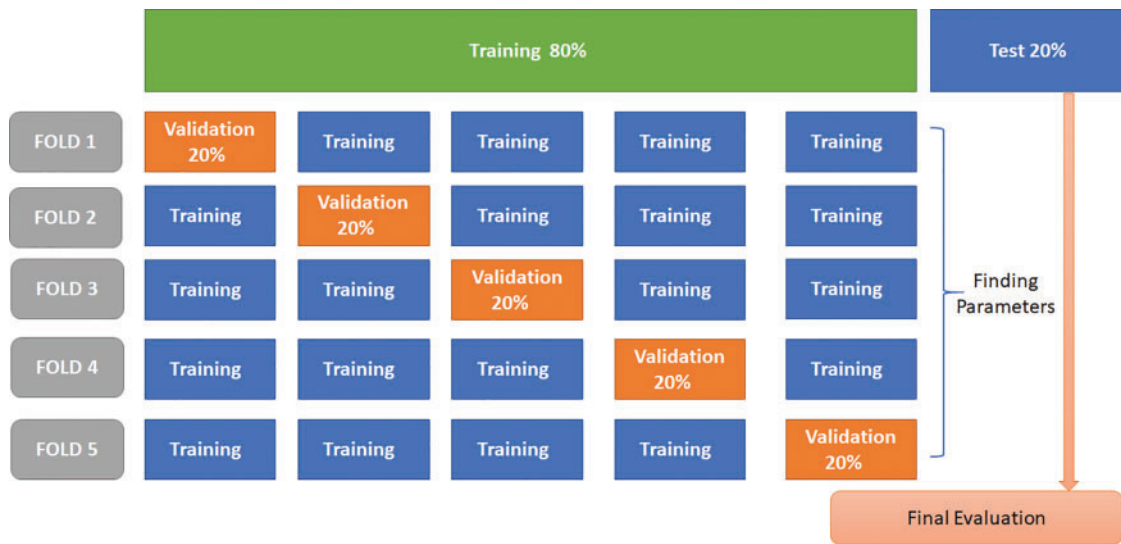 Training 80%
Test 20%
FOLD 1
Validation
20%
Training
Training
Training
Training
FOLD 2
Training
Validation
20%
Training
Training
Training
FOLD 3
Training
Training
Validation
20%
Training
Training
Finding
Parameters
FOLD 4
Training
Training
Training
Validation
20%
Training
FOLD 5
Training
Training
Training
Training
Validation
20%
Final Evaluation